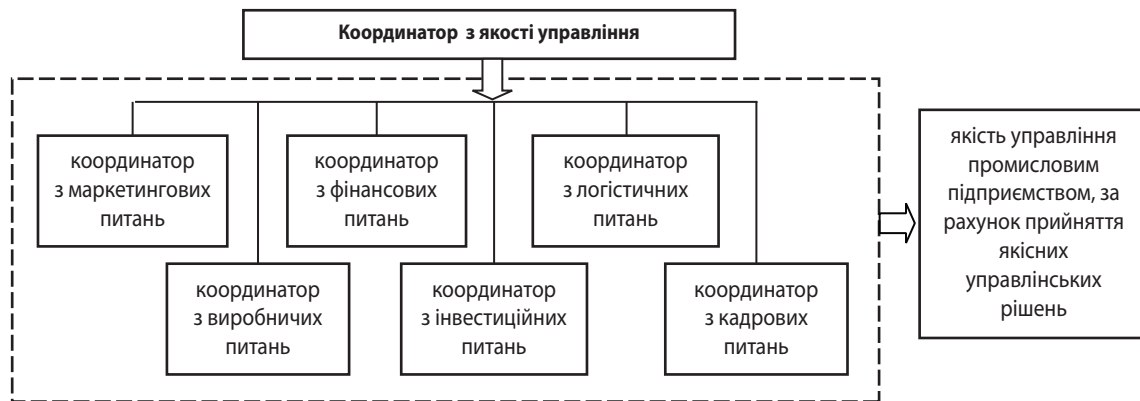 Координатор з якості управління
координатор
з маркетингових
питань
координатор
з фінансових
питань
координатор
з логістичних
питань
координатор
з виробничих
питань
координатор
з інвестиційних
питань
координатор
з кадрових
питань
якість управління
промисловим
підприємством, за
рахунок прийняття
якісних
управлінських
рішень